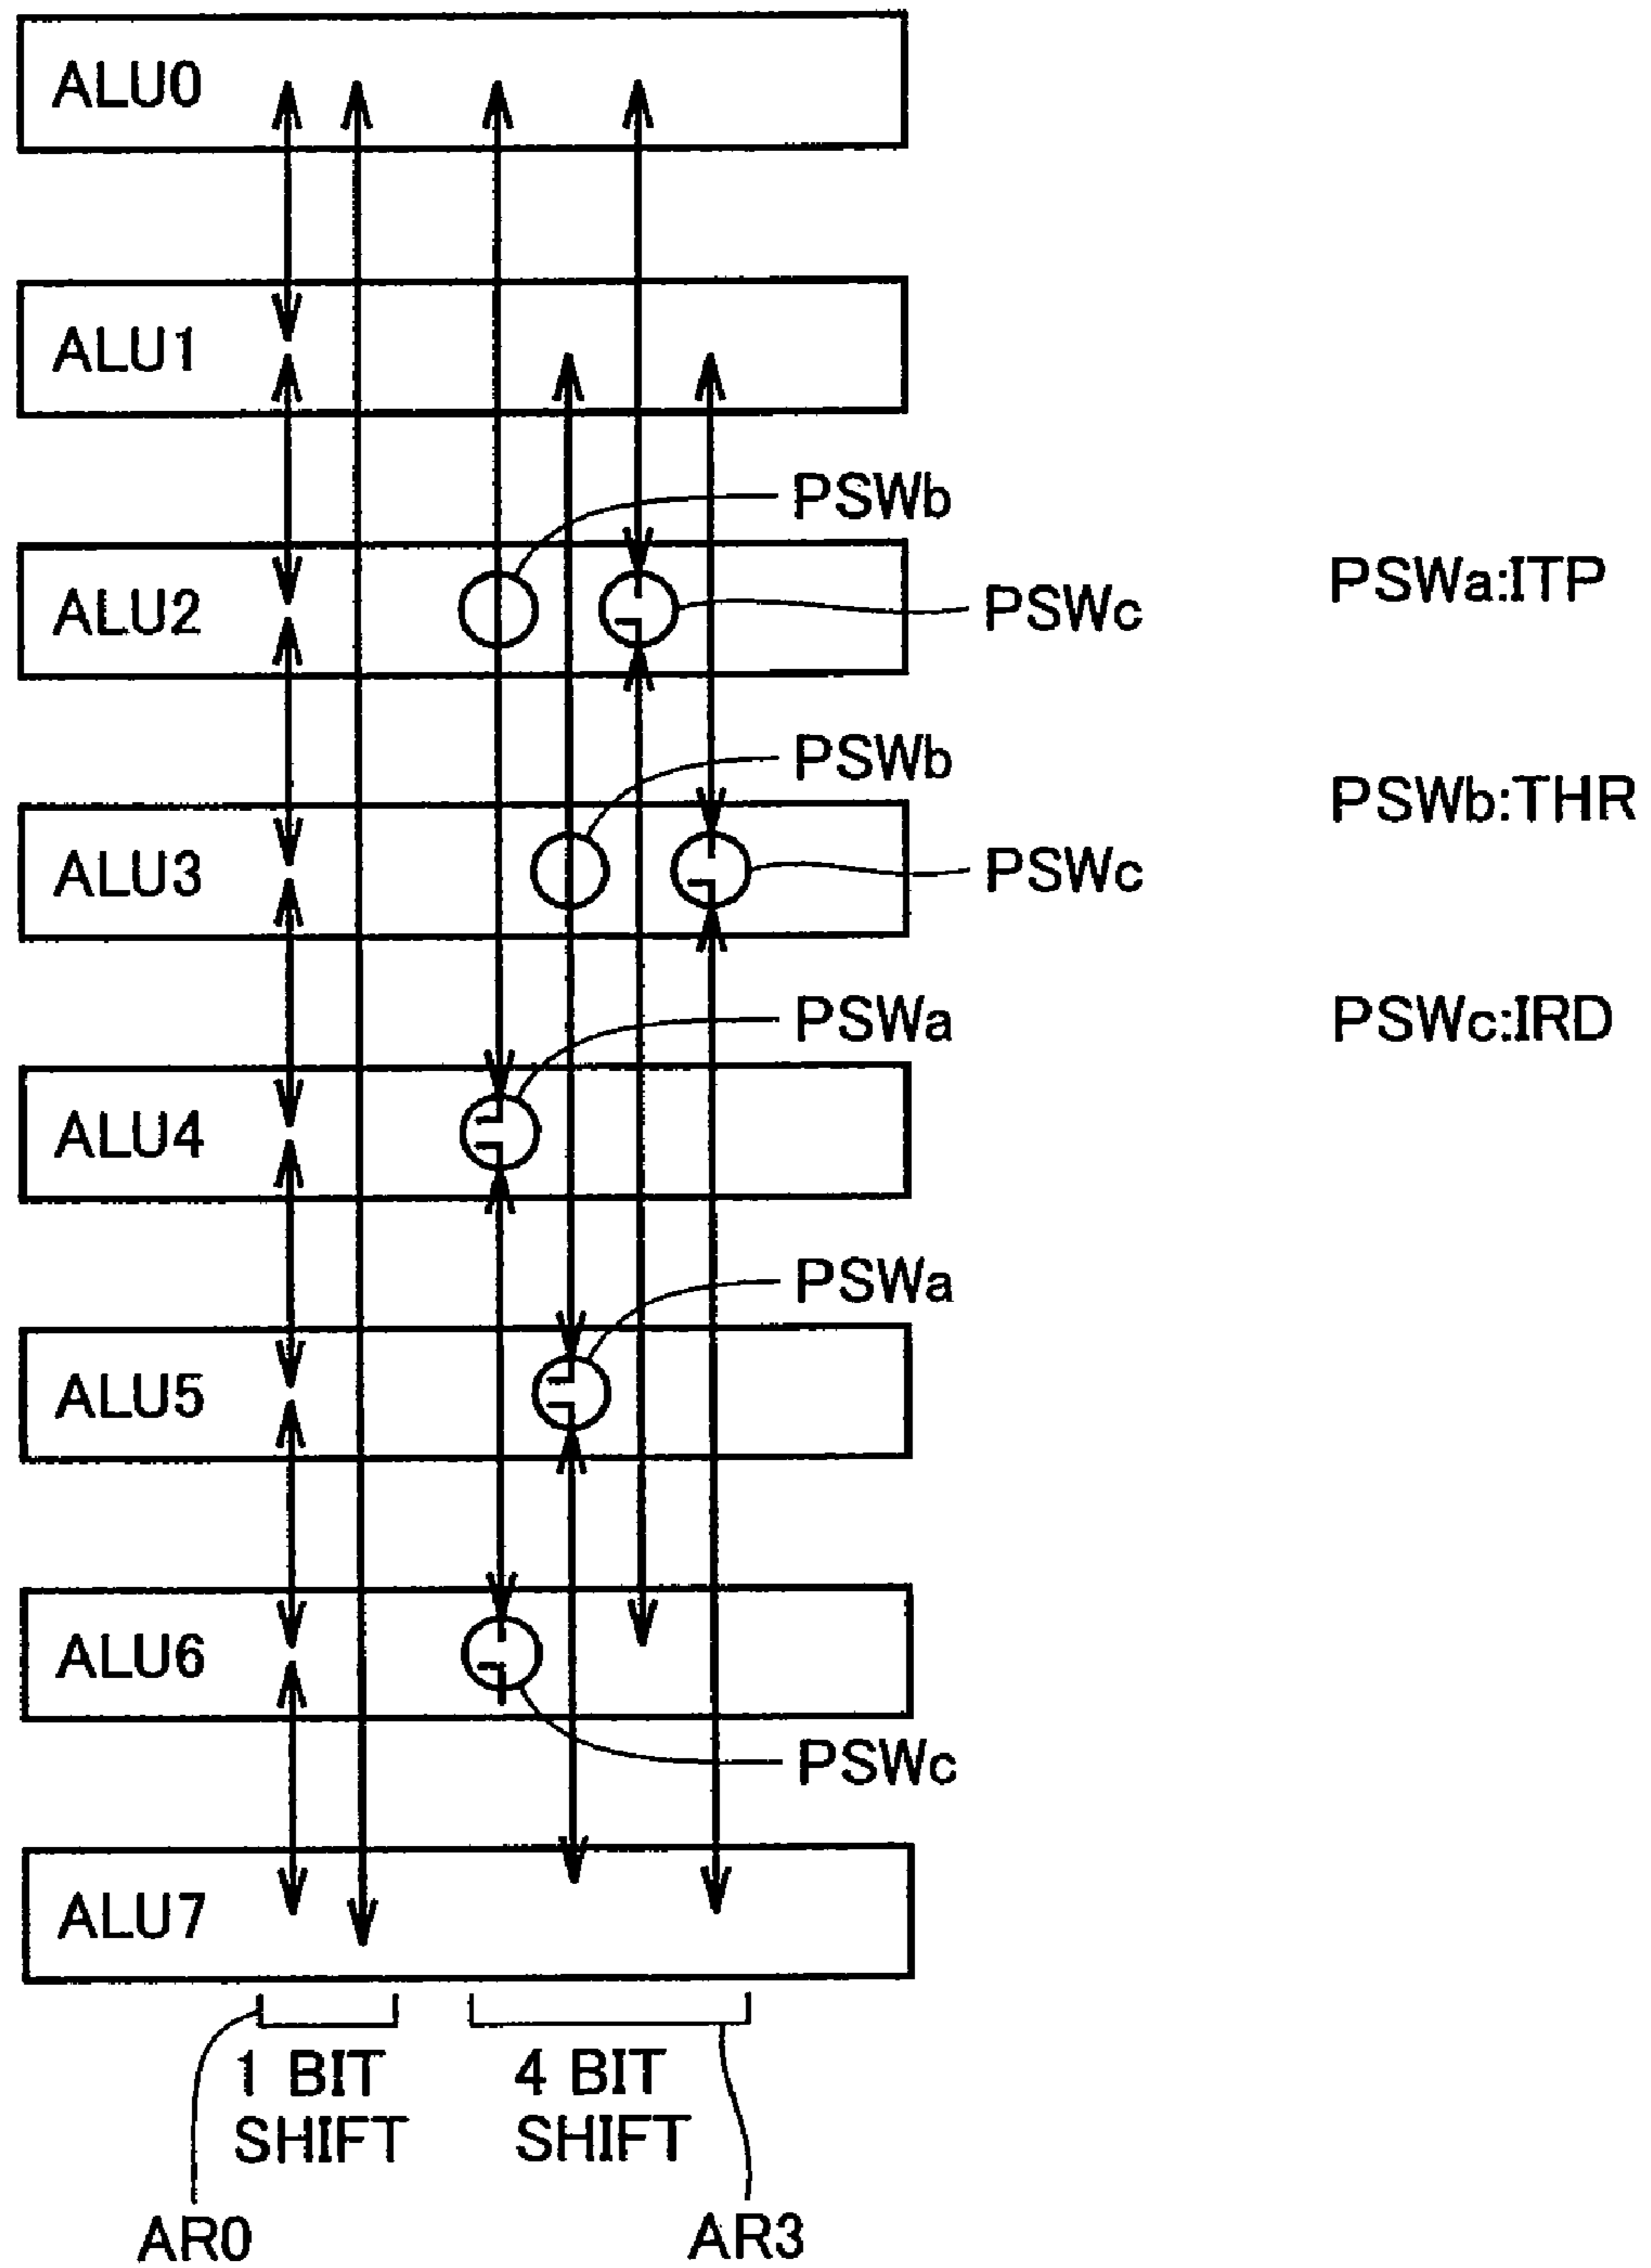 ALU0
ALU1
PSWb
ALU2
PSWc
PSWa:ITP
PSWb
PSWb:THR
ALU3
PSWc
PSWa
PSWc:IRD
ALU4
PSWa
ALU5
ALU6
PSWc
ALU7
1 BIT
SHIFT
4 BIT
SHIFT
AR0
AR3